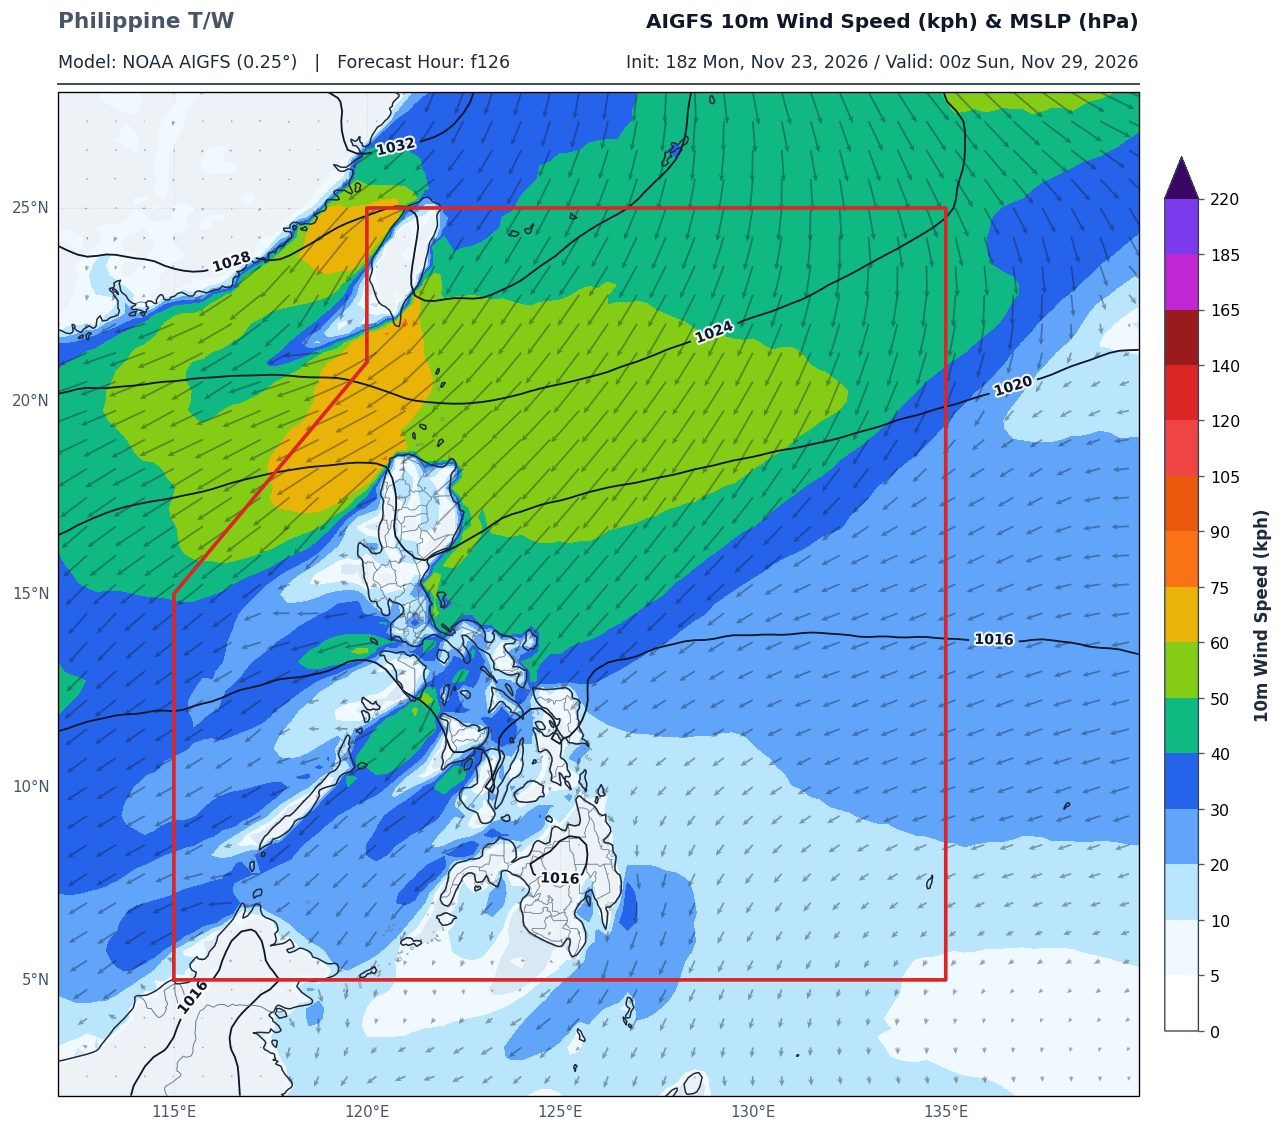 Philippine T/W
AIGFS 10m Wind Speed (kph) & MSLP (hPa)
Model: NOAA AIGFS (0.25°)   |   Forecast Hour: f126
Init: 18z Mon, Nov 23, 2026 / Valid: 00z Sun, Nov 29, 2026
1032
1028
1024
1020
1016
1016
1016
25°N
20°N
15°N
10°N
5°N
115°E
120°E
125°E
130°E
135°E
220
185
165
140
120
105
90
75
60
50
40
30
20
10
5
0
10m Wind Speed (kph)